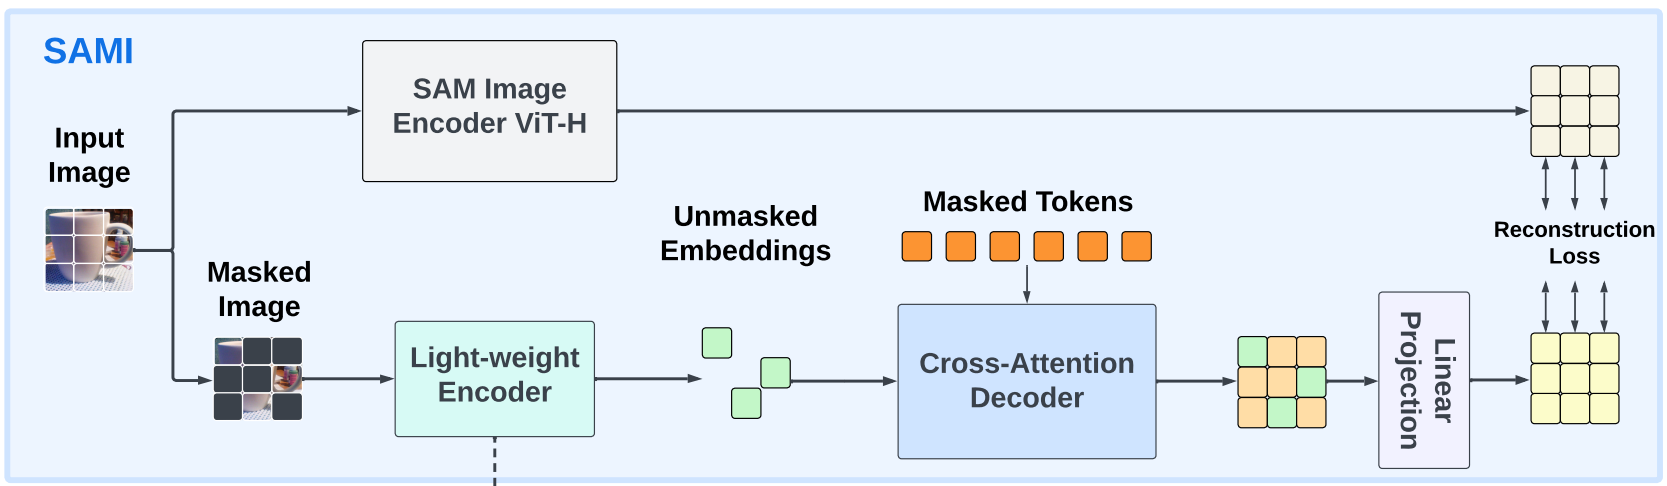 SAMI
SAM Image
Encoder ViT-H
Input
Image
Masked
Image
Light-weight
Encoder
Unmasked
Embeddings
Masked Tokens
Cross-Attention
Decoder
Linear
Projection
Reconstruction
Loss